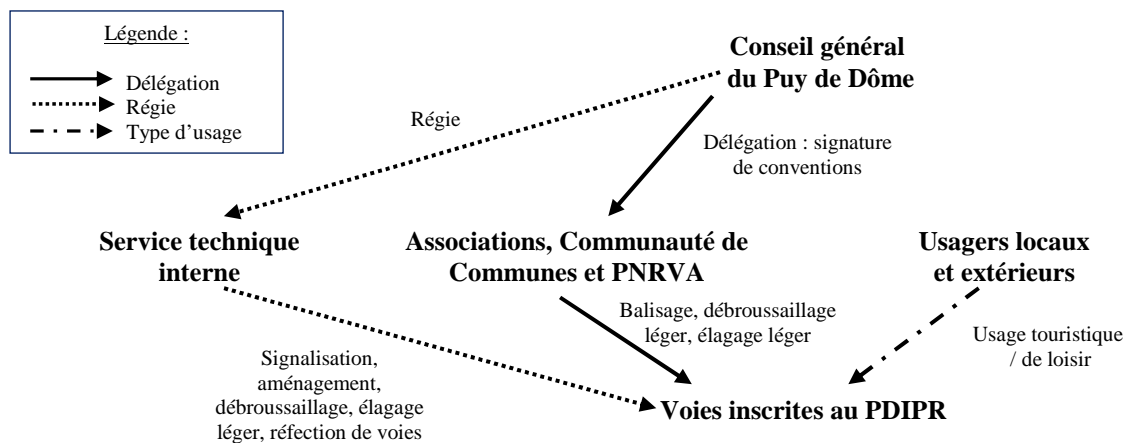 Légende :
Délégation
Régie
Type d’usage
Conseil général
du Puy de Dôme
Régie
Délégation : signature
de conventions
Service technique
interne
Associations, Communauté de
Communes et PNRVA
Usagers locaux
et extérieurs
Balisage, débroussaillage
léger, élagage léger
Usage touristique
/ de loisir
Signalisation,
aménagement,
débroussaillage, élagage
léger, réfection de voies
Voies inscrites au PDIPR